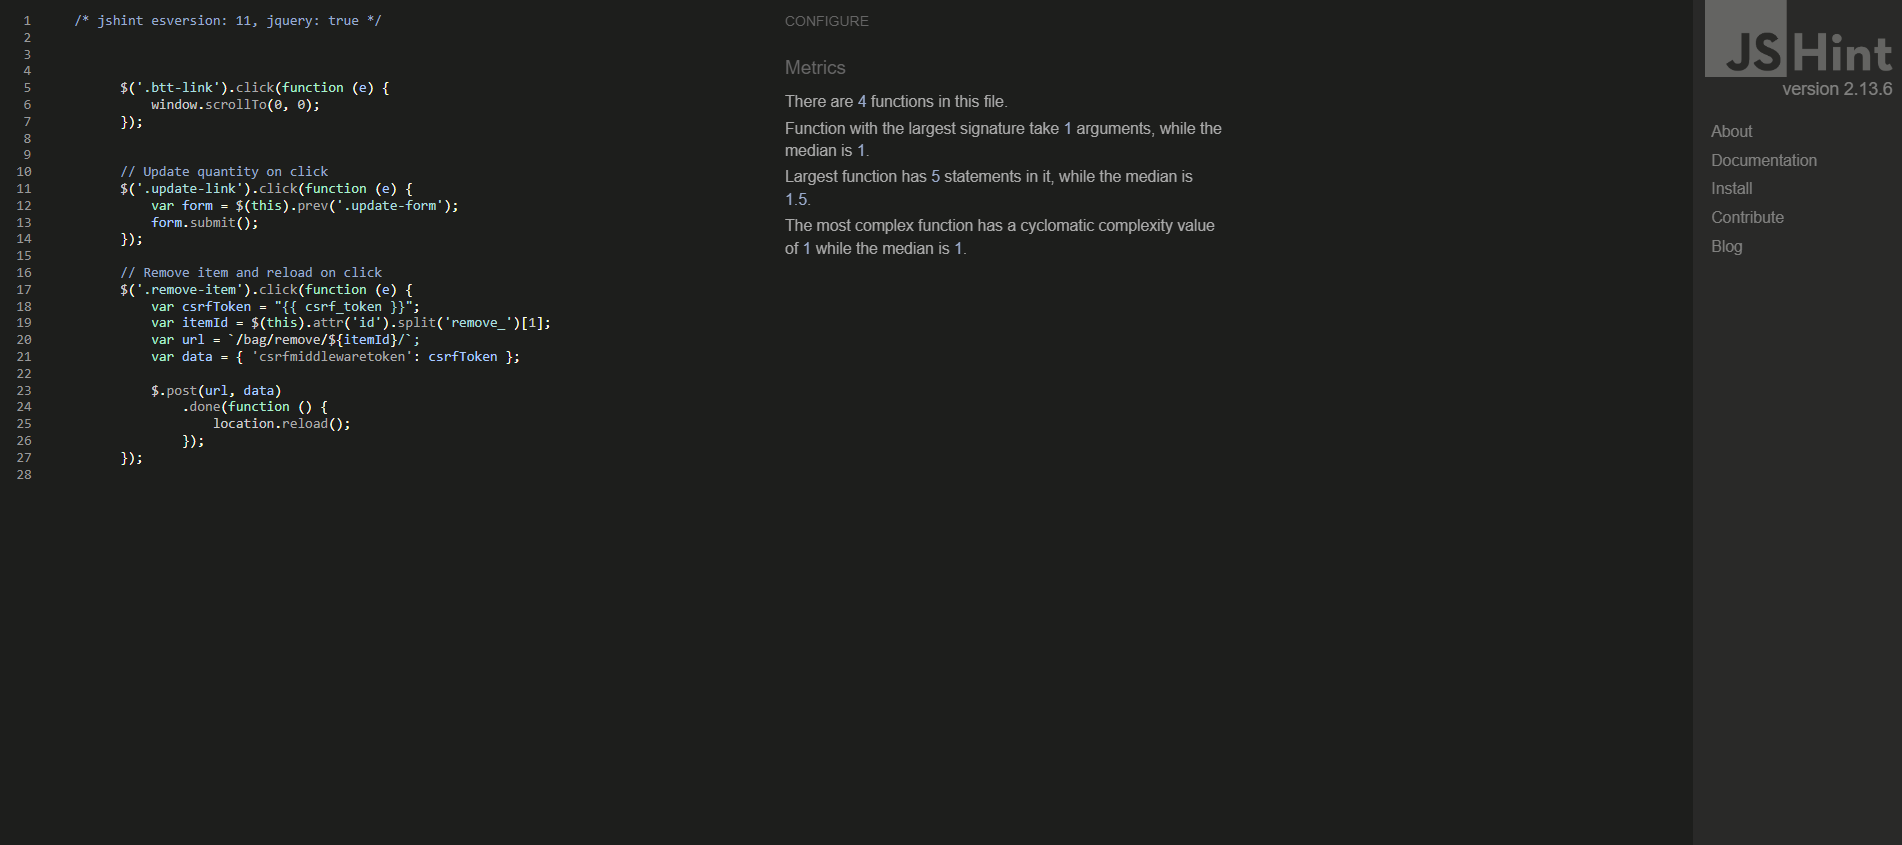 1 /* jshint esversion: 11, jquery: true */
2
3
4
5 $('.btt-link').click(function (e) {
6 window.scrollTo(0, 0);
7 });
8
9
10 // Update quantity on click
11 $('.update-link').click(function (e) {
12 var form = $(this).prev('.update-form');
13 form.submit();
14 });
15
16 // Remove item and reload on click
17 $('.remove-item').click(function (e) {
18 var csrfToken = "{{ csrf_token }}";
19 var itemId = $(this).attr('id').split('remove_')[1];
20 var url = `/bag/remove/${itemId}/`;
21 var data = { 'csrfmiddlewaretoken': csrfToken };
22
23 $.post(url, data)
24 .done(function () {
25 location.reload();
26 });
27 });
28
CONFIGURE
Metrics
There are 4 functions in this file.
Function with the largest signature take 1 arguments, while the
median is 1.
Largest function has 5 statements in it, while the median is
1.5.
The most complex function has a cyclomatic complexity value
of 1 while the median is 1.
JSHint
version 2.13.6
About
Documentation
Install
Contribute
Blog